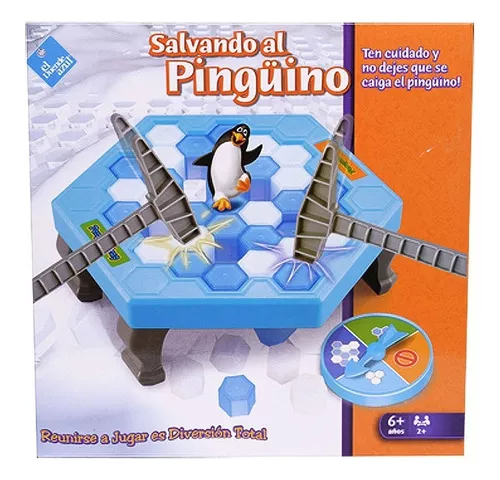 el
Duende
azul
Salvando al
Pingüino
Ten cuidado y
no dejes que se
caiga el pingüino!
Reunirse a Jugar es Diversión Total
6+
años
2+